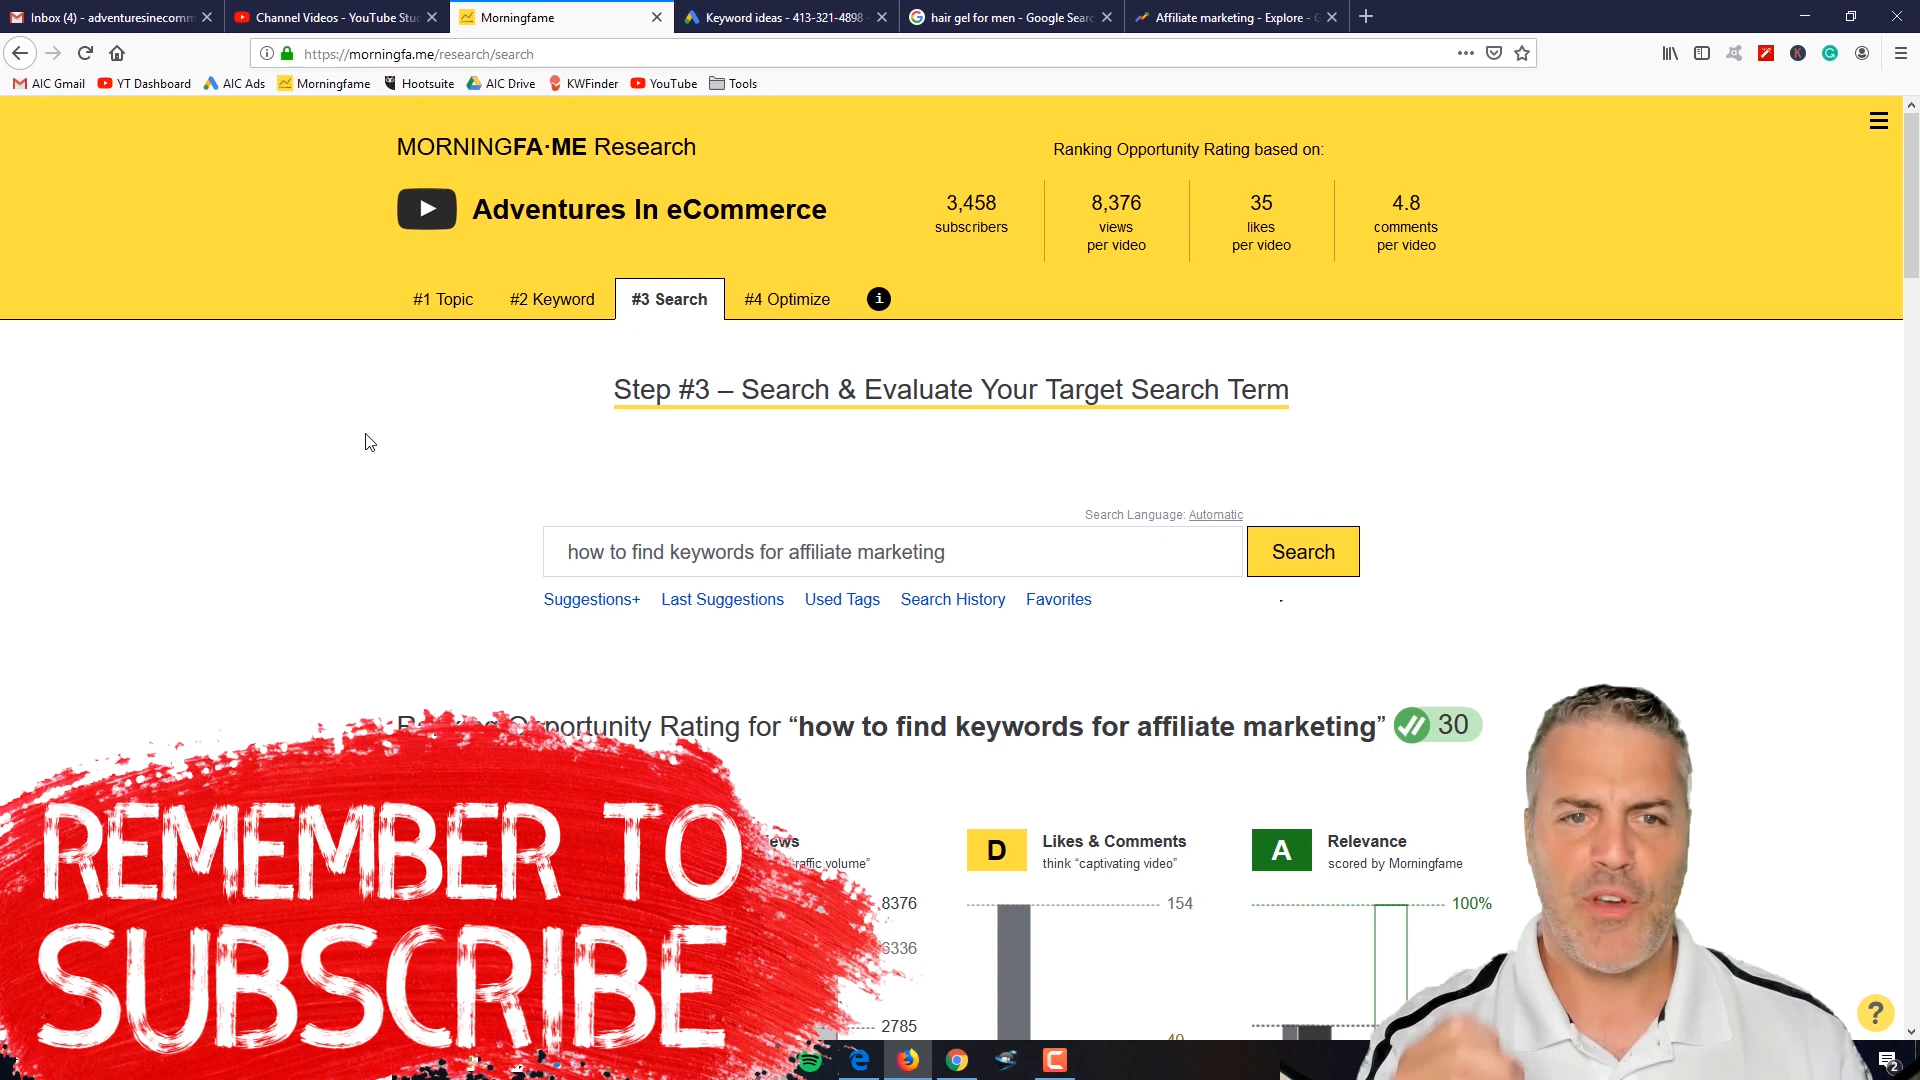 Inbox (4) - adventuresinecomm
Channel Videos - YouTube Stu
Morningfame
Keyword ideas - 413-321-4898
hair gel for men - Google Searc
Affiliate marketing - Explore - G
https://morningfa.me/research/search
AIC Gmail
YT Dashboard
AIC Ads
Morningfame
Hootsuite
AIC Drive
KWFinder
YouTube
Tools
MORNINGFA·ME Research
Ranking Opportunity Rating based on:
Adventures In eCommerce
3,458
subscribers
8,376
views
per video
35
likes
per video
4.8
comments
per video
#1 Topic
#2 Keyword
#3 Search
#4 Optimize
i
Step #3 – Search & Evaluate Your Target Search Term
Search Language: Automatic
how to find keywords for affiliate marketing
Search
Suggestions+
Last Suggestions
Used Tags
Search History
Favorites
Opportunity Rating for “how to find keywords for affiliate marketing” 30
D
Likes & Comments
think “captivating video”
A
Relevance
scored by Morningfame
8376
6336
2785
154
40
100%
REMEMBER TO
SUBSCRIBE
?
2